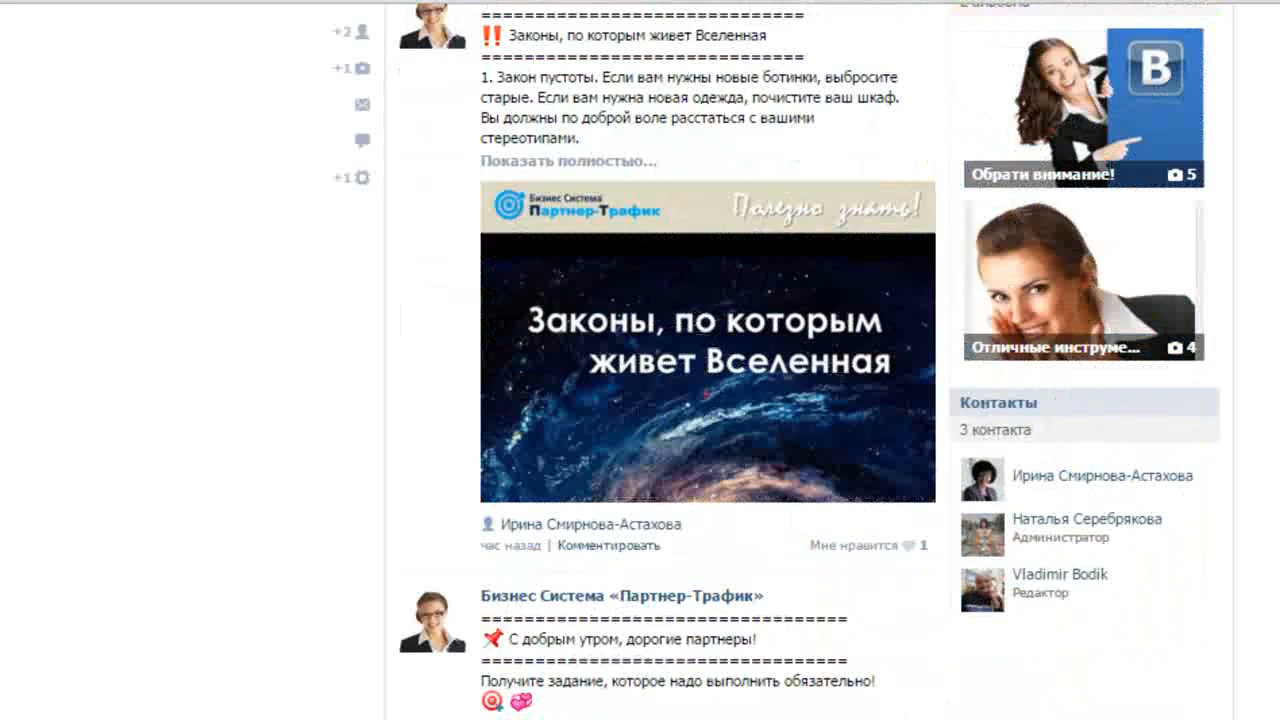 +2
+1
+1
================================
‼ Законы, по которым живет Вселенная
================================
1. Закон пустоты. Если вам нужны новые ботинки, выбросите
старые. Если вам нужна новая одежда, почистите ваш шкаф.
Вы должны по доброй воле расстаться с вашими
стереотипами.
Показать полностью...
Бизнес Система
Партнер-Трафик
Полезно знать!
Законы, по которым
живет Вселенная
Ирина Смирнова-Астахова
час назад | Комментировать
Мне нравится 1
Бизнес Система «Партнер-Трафик»
==================================
С добрым утром, дорогие партнеры!
==================================
Получите задание, которое надо выполнить обязательно!
B
Обрати внимание! 5
Отличные инструме... 4
Контакты
3 контакта
Ирина Смирнова-Астахова
Наталья Серебрякова
Администратор
Vladimir Bodik
Редактор